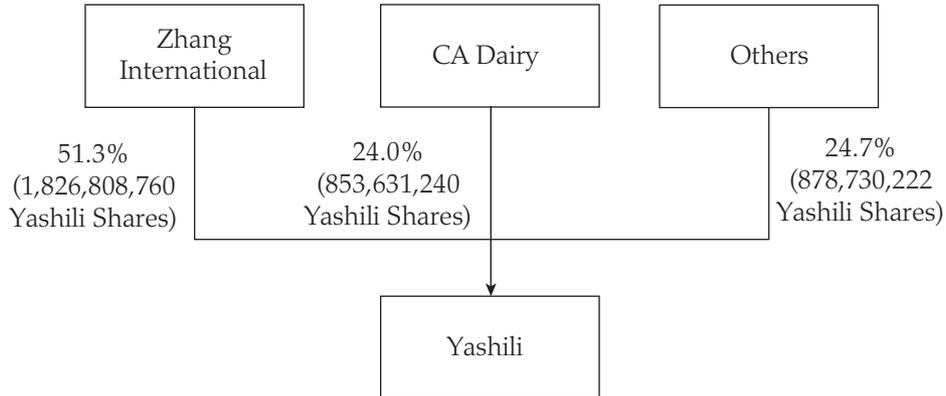 Zhang
International
CA Dairy
Others
51.3%
(1,826,808,760
Yashili Shares)
24.0%
(853,631,240
Yashili Shares)
24.7%
(878,730,222
Yashili Shares)
Yashili